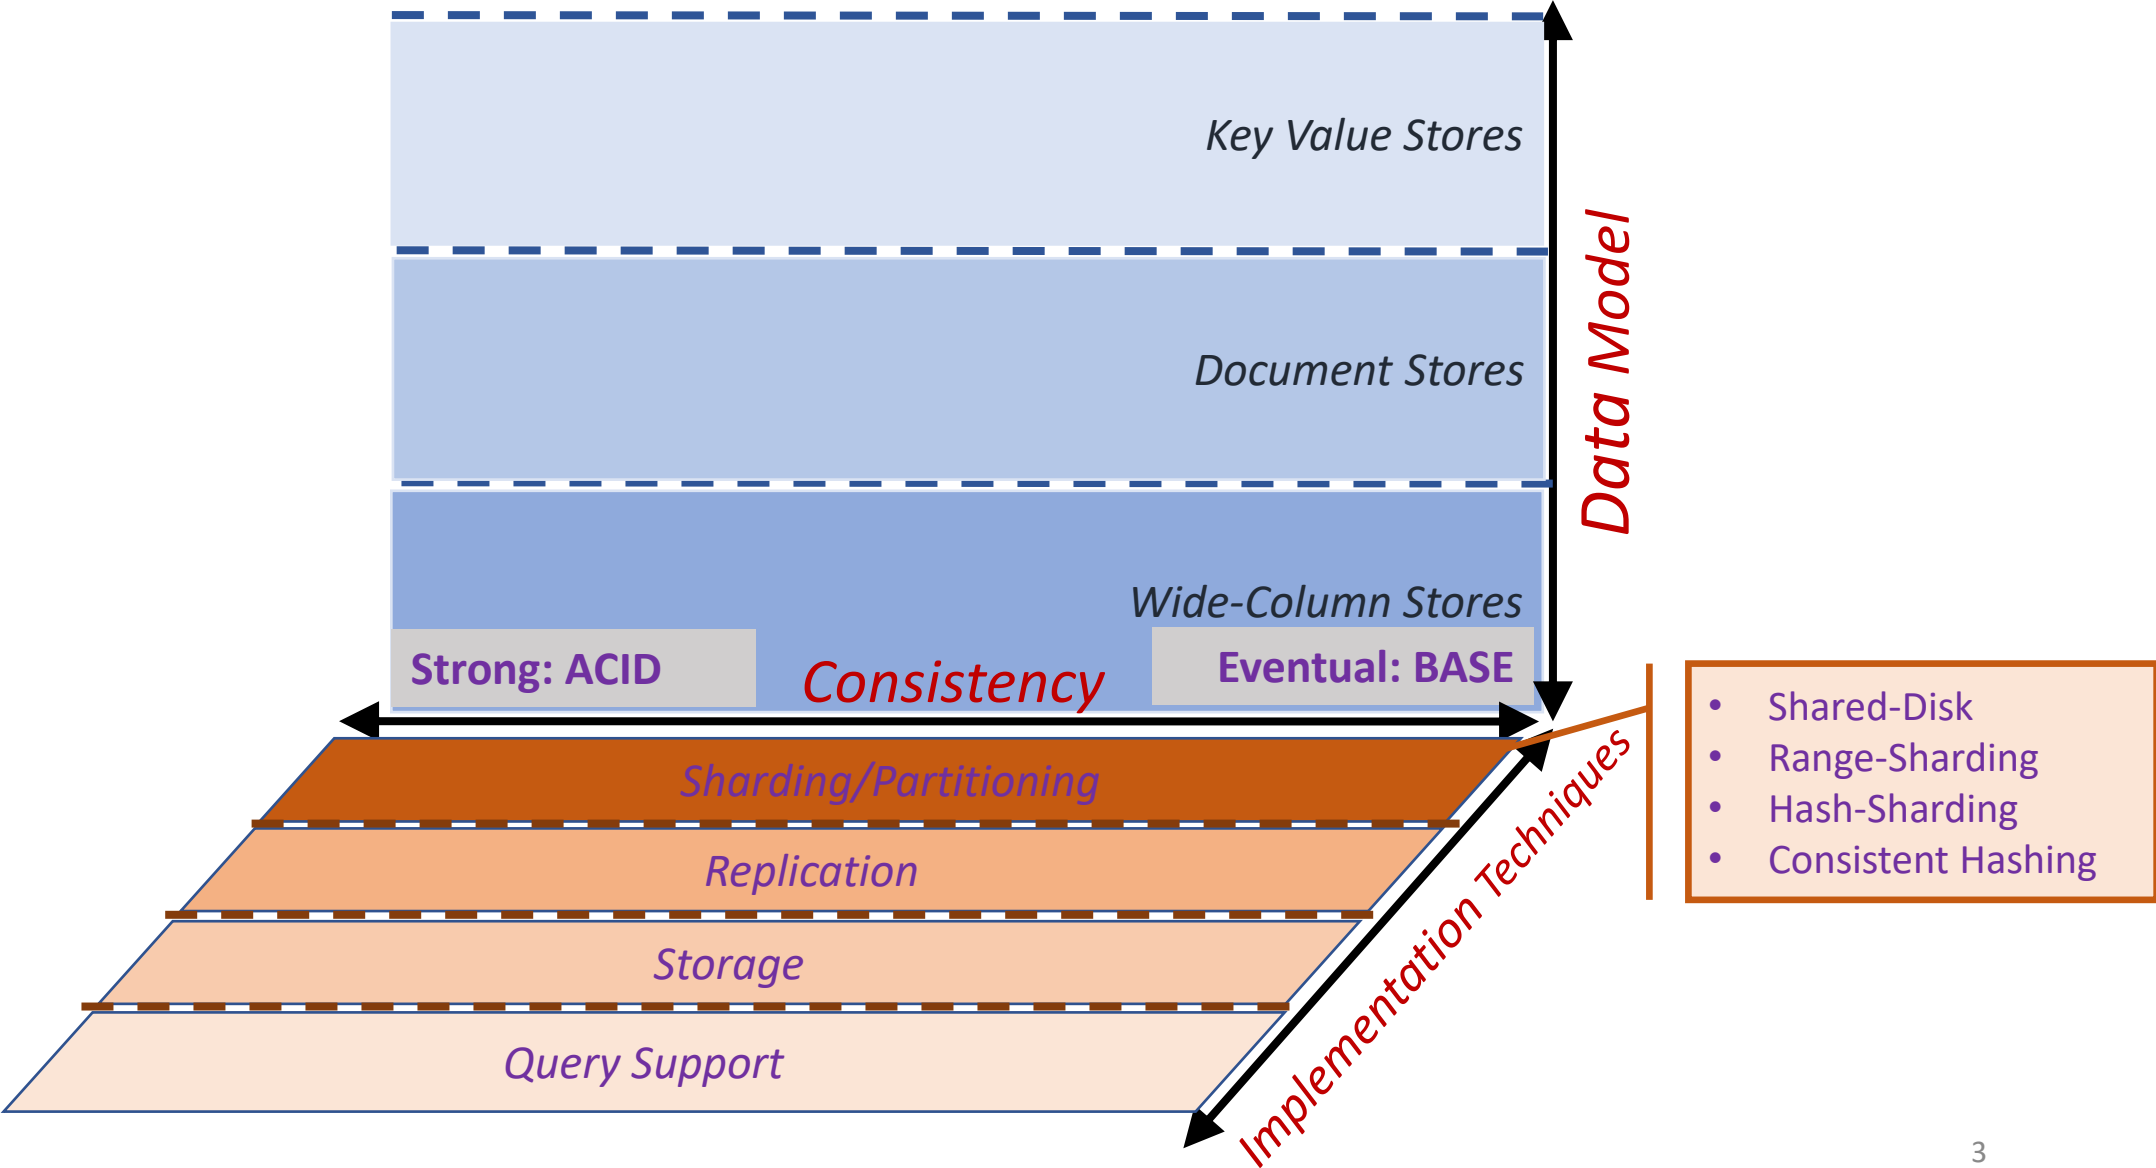 Key Value Stores
Document Stores
Wide-Column Stores
Data Model
Strong: ACID
Consistency
Eventual: BASE
Sharding/Partitioning
Replication
Storage
Query Support
Implementation Techniques
• Shared-Disk
• Range-Sharding
• Hash-Sharding
• Consistent Hashing
3